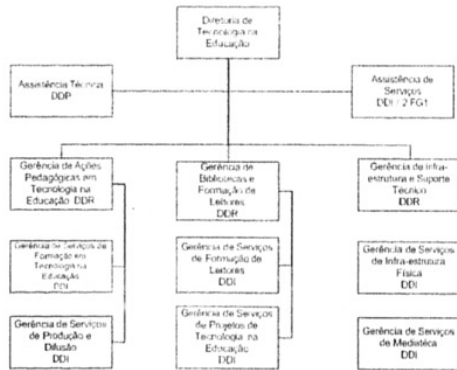 Diretoria de
Tecnologia na
Educação
Assistência Técnica
DDP
Assistência de
Serviços
DDI / 2 FG1
Gerência de Ações
Pedagógicas em
Tecnologia na
Educação DDR
Gerência de
Bibliotecas e
Formação de
Leitores
DDR
Gerência de Infra-
estrutura e Suporte
Técnico
DDR
Gerência de Serviços de
Formação em
Tecnologia na
Educação
DDI
Gerência de Serviços
de Formação de
Leitores
DDI
Gerência de Serviços
de Infra-estrutura
Física
DDI
Gerência de Serviços
de Produção e
Difusão
DDI
Gerência de Serviços
de Projetos de
Tecnologia na
Educação
DDI
Gerência de Serviços
de Mediatéca
DDI